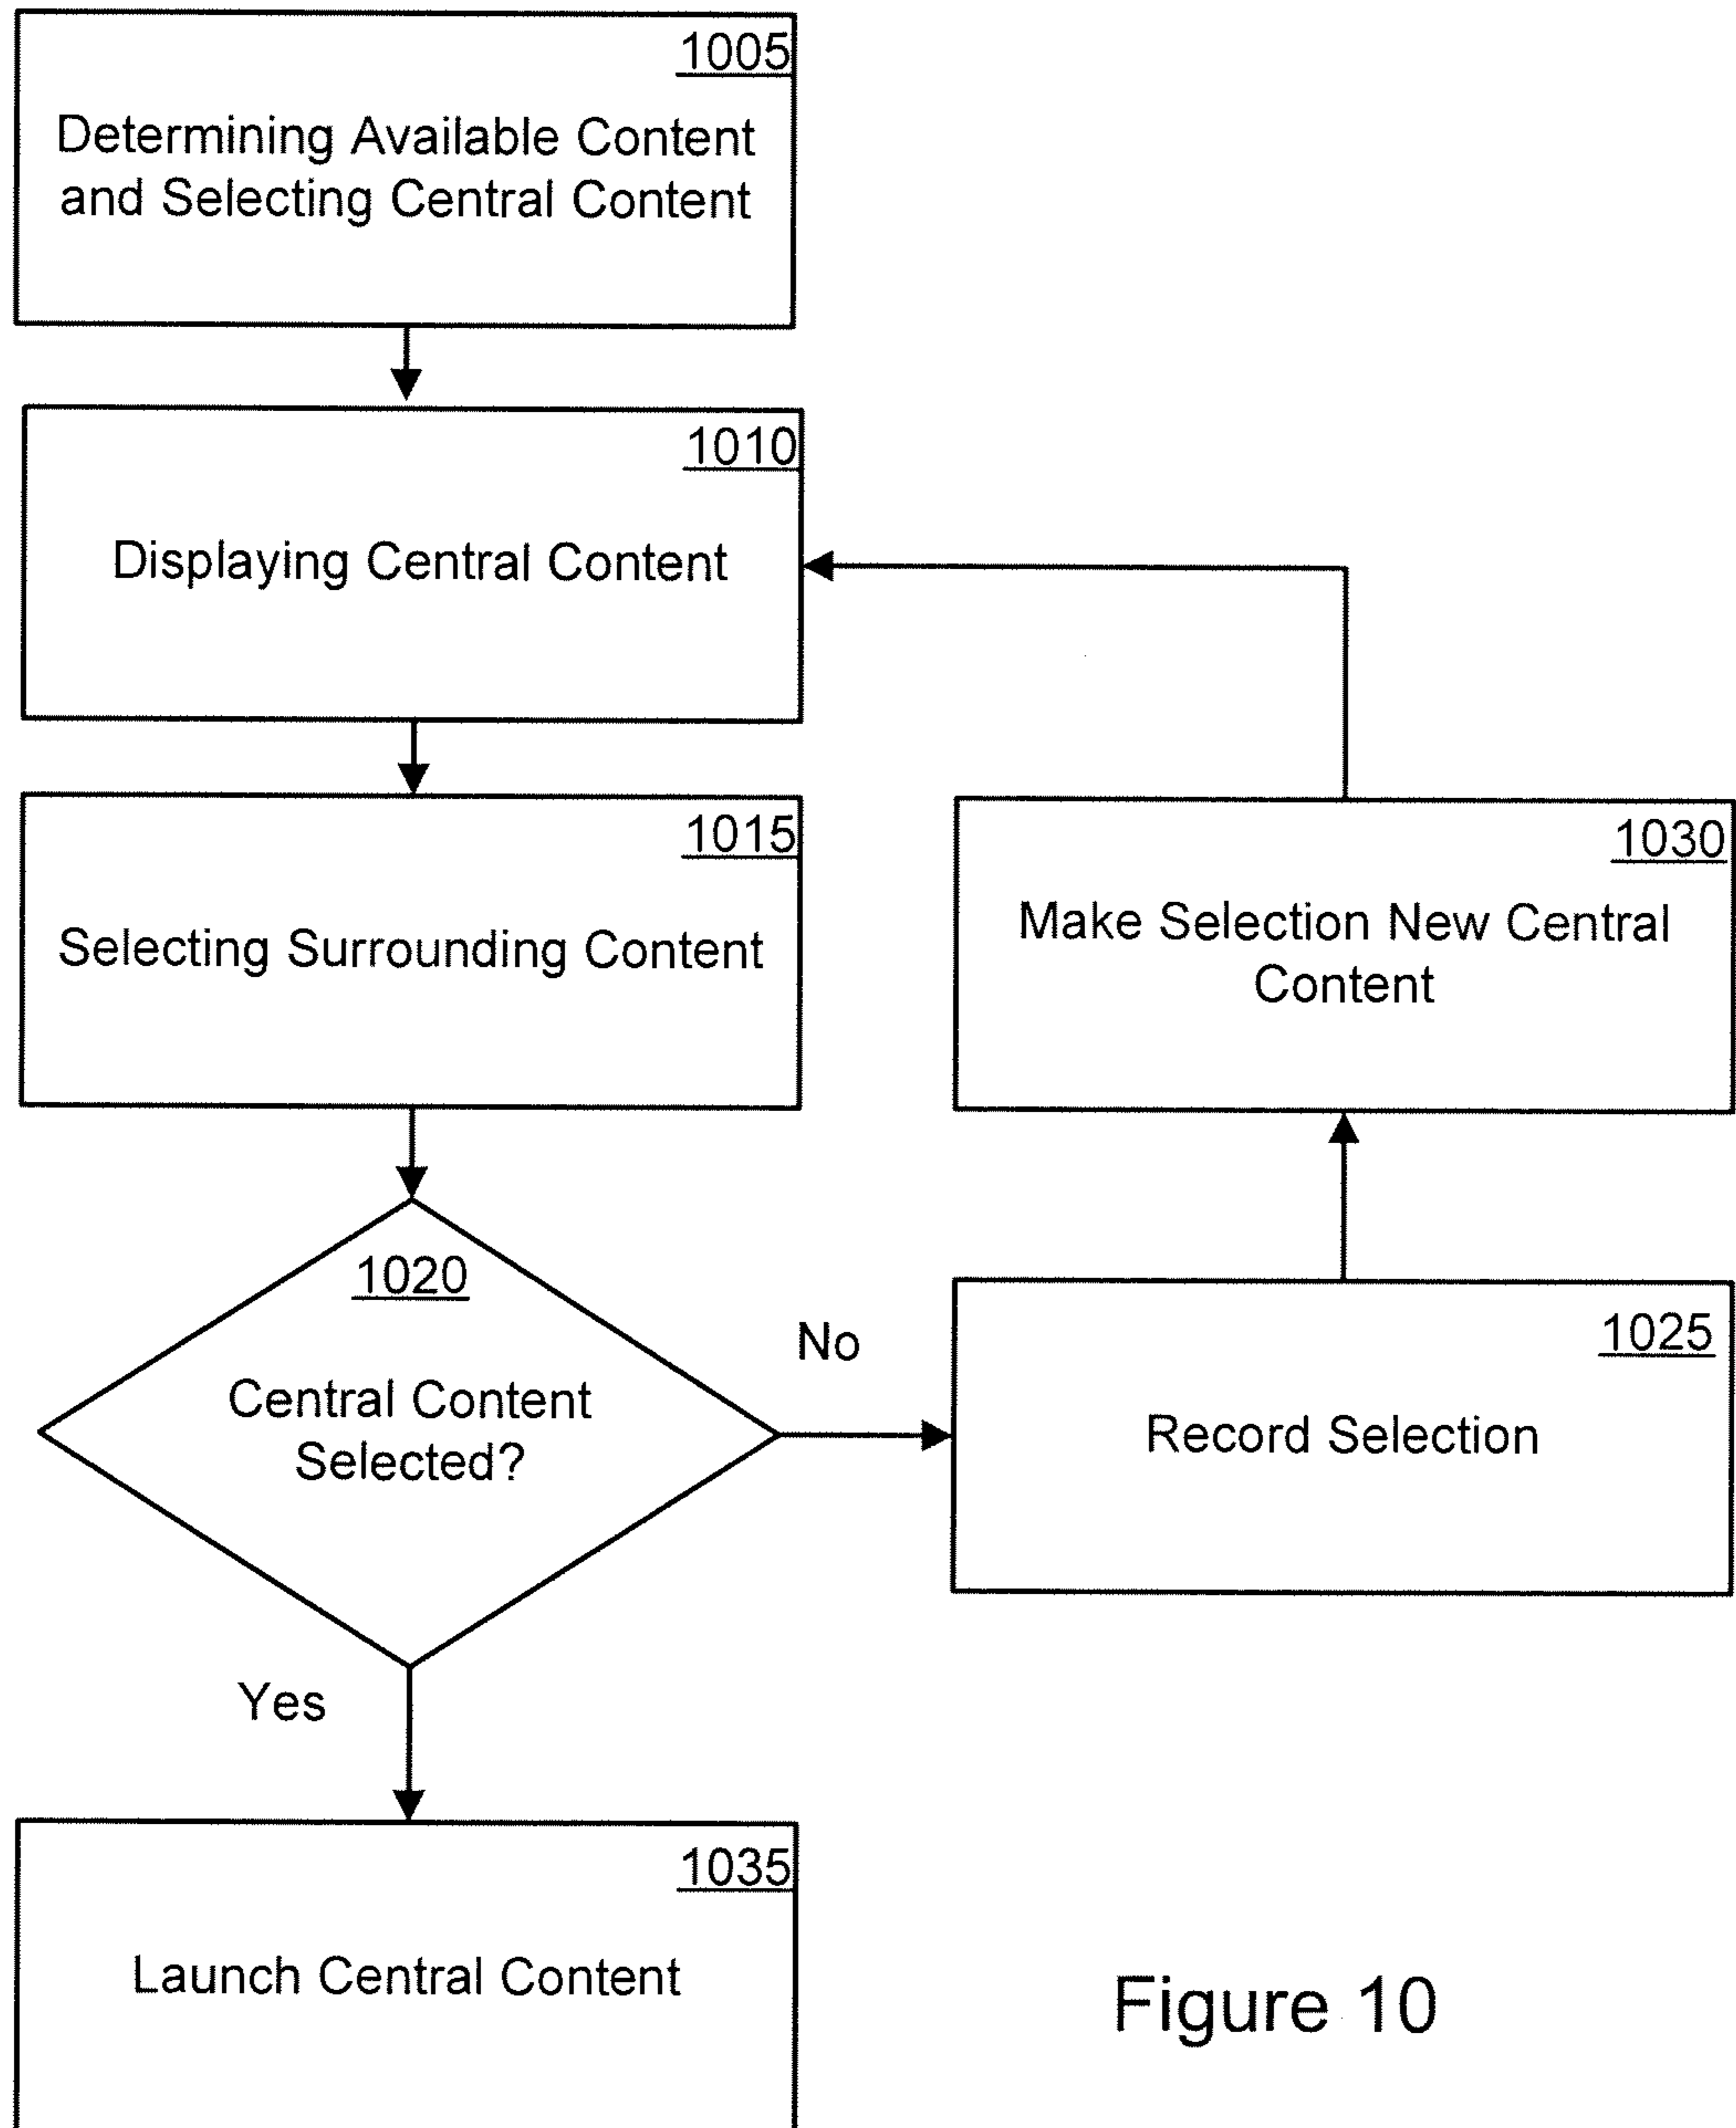 1005
Determining Available Content
and Selecting Central Content
1010
Displaying Central Content
1015
Selecting Surrounding Content
1030
Make Selection New Central
Content
1020
Central Content
Selected?
No
1025
Record Selection
Yes
1035
Launch Central Content
Figure 10